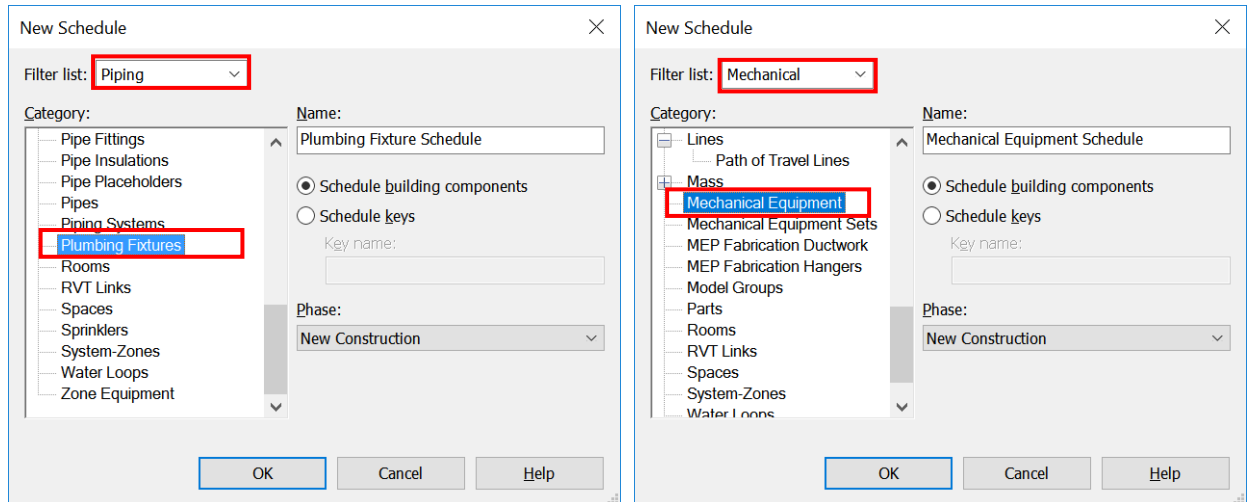 New Schedule
Filter list: Piping
Category:
Pipe Fittings
Pipe Insulations
Pipe Placeholders
Pipes
Piping Systems
Plumbing Fixtures
Rooms
RVT Links
Spaces
Sprinklers
System-Zones
Water Loops
Zone Equipment
Name:
Plumbing Fixture Schedule
Schedule building components
Schedule keys
Key name:
Phase:
New Construction
OK Cancel Help
New Schedule
Filter list: Mechanical
Category:
Lines
Path of Travel Lines
Mass
Mechanical Equipment
Mechanical Equipment Sets
MEP Fabrication Ductwork
MEP Fabrication Hangers
Model Groups
Parts
Rooms
RVT Links
Spaces
System-Zones
Water Loops
Name:
Mechanical Equipment Schedule
Schedule building components
Schedule keys
Key name:
Phase:
New Construction
OK Cancel Help